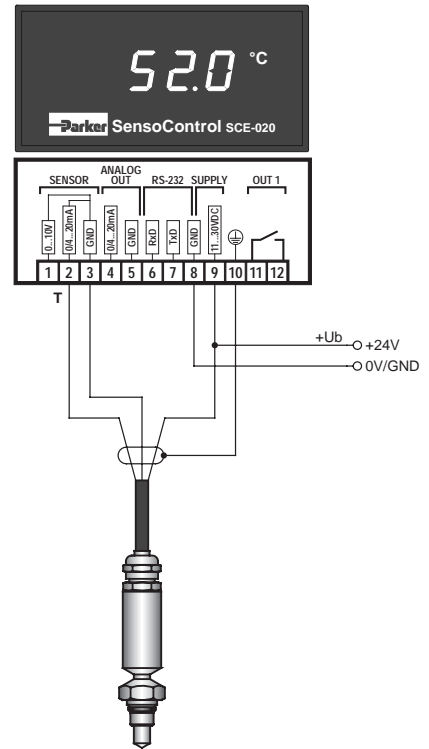 52.0 °C
Parker SensoControl SCE-020
ANALOG
SENSOR OUT RS-232 SUPPLY OUT 1
0...10V 0/4...20mA GND 0/4...20mA GND RxD TxD GND 11...30VDC
1 2 3 4 5 6 7 8 9 10 11 12
T
+Ub +24V
0V/GND